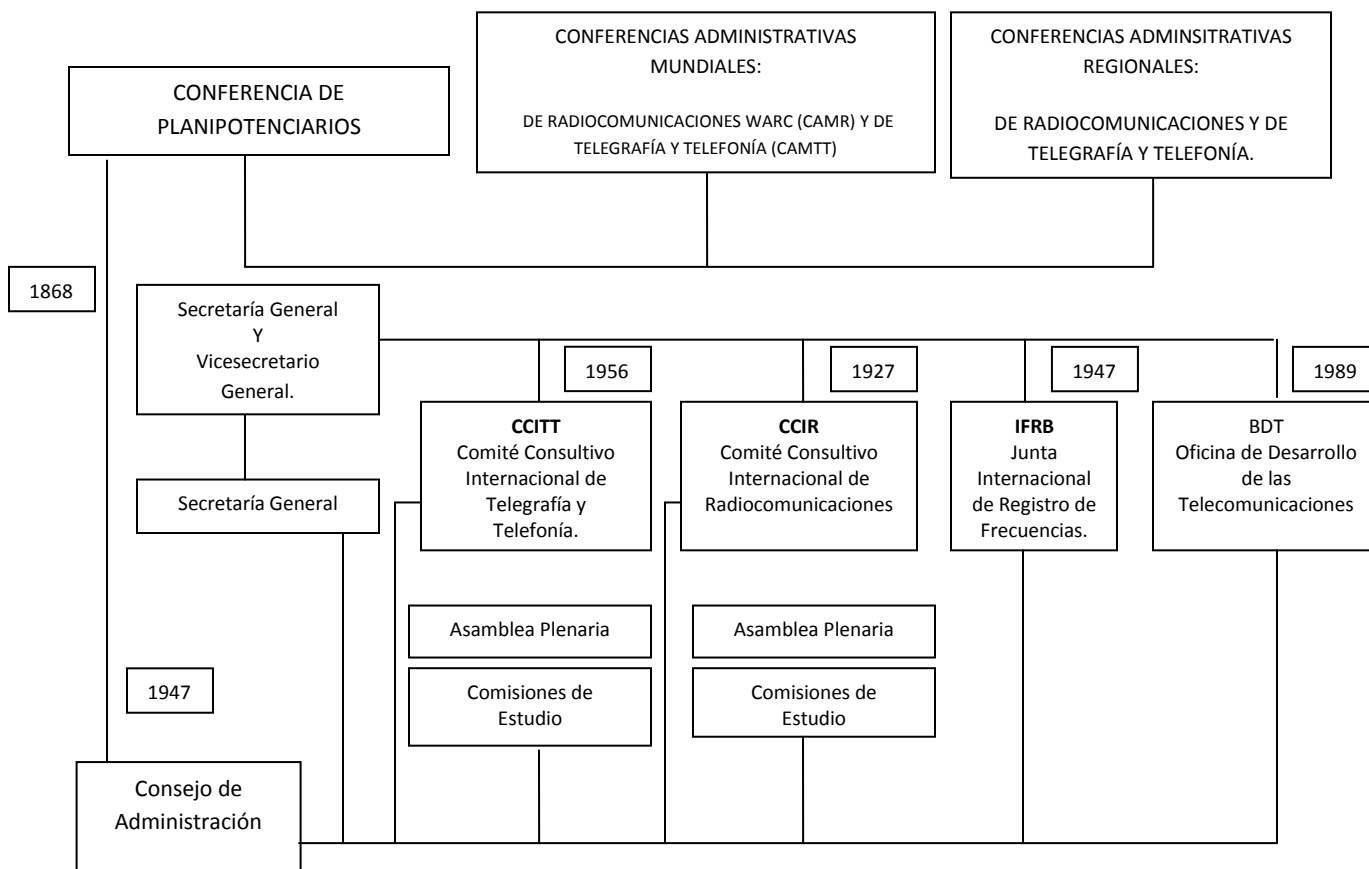 CONFERENCIA DE
PLANIPOTENCIARIOS
CONFERENCIAS ADMINISTRATIVAS
MUNDIALES:
DE RADIOCOMUNICACIONES WARC (CAMR) Y DE
TELEGRAFÍA Y TELEFONÍA (CAMTT)
CONFERENCIAS ADMINSITRATIVAS
REGIONALES:
DE RADIOCOMUNICACIONES Y DE
TELEGRAFÍA Y TELEFONÍA.
1868
Secretaría General
Y
Vicesecretario
General.
1956
1927
1947
1989
CCITT
Comité Consultivo
Internacional de
Telegrafía y
Telefonía.
CCIR
Comité Consultivo
Internacional de
Radiocomunicaciones
IFRB
Junta
Internacional
de Registro de
Frecuencias.
BDT
Oficina de Desarrollo
de las
Telecomunicaciones
Secretaría General
Asamblea Plenaria
Asamblea Plenaria
Comisiones de
Estudio
Comisiones de
Estudio
1947
Consejo de
Administración